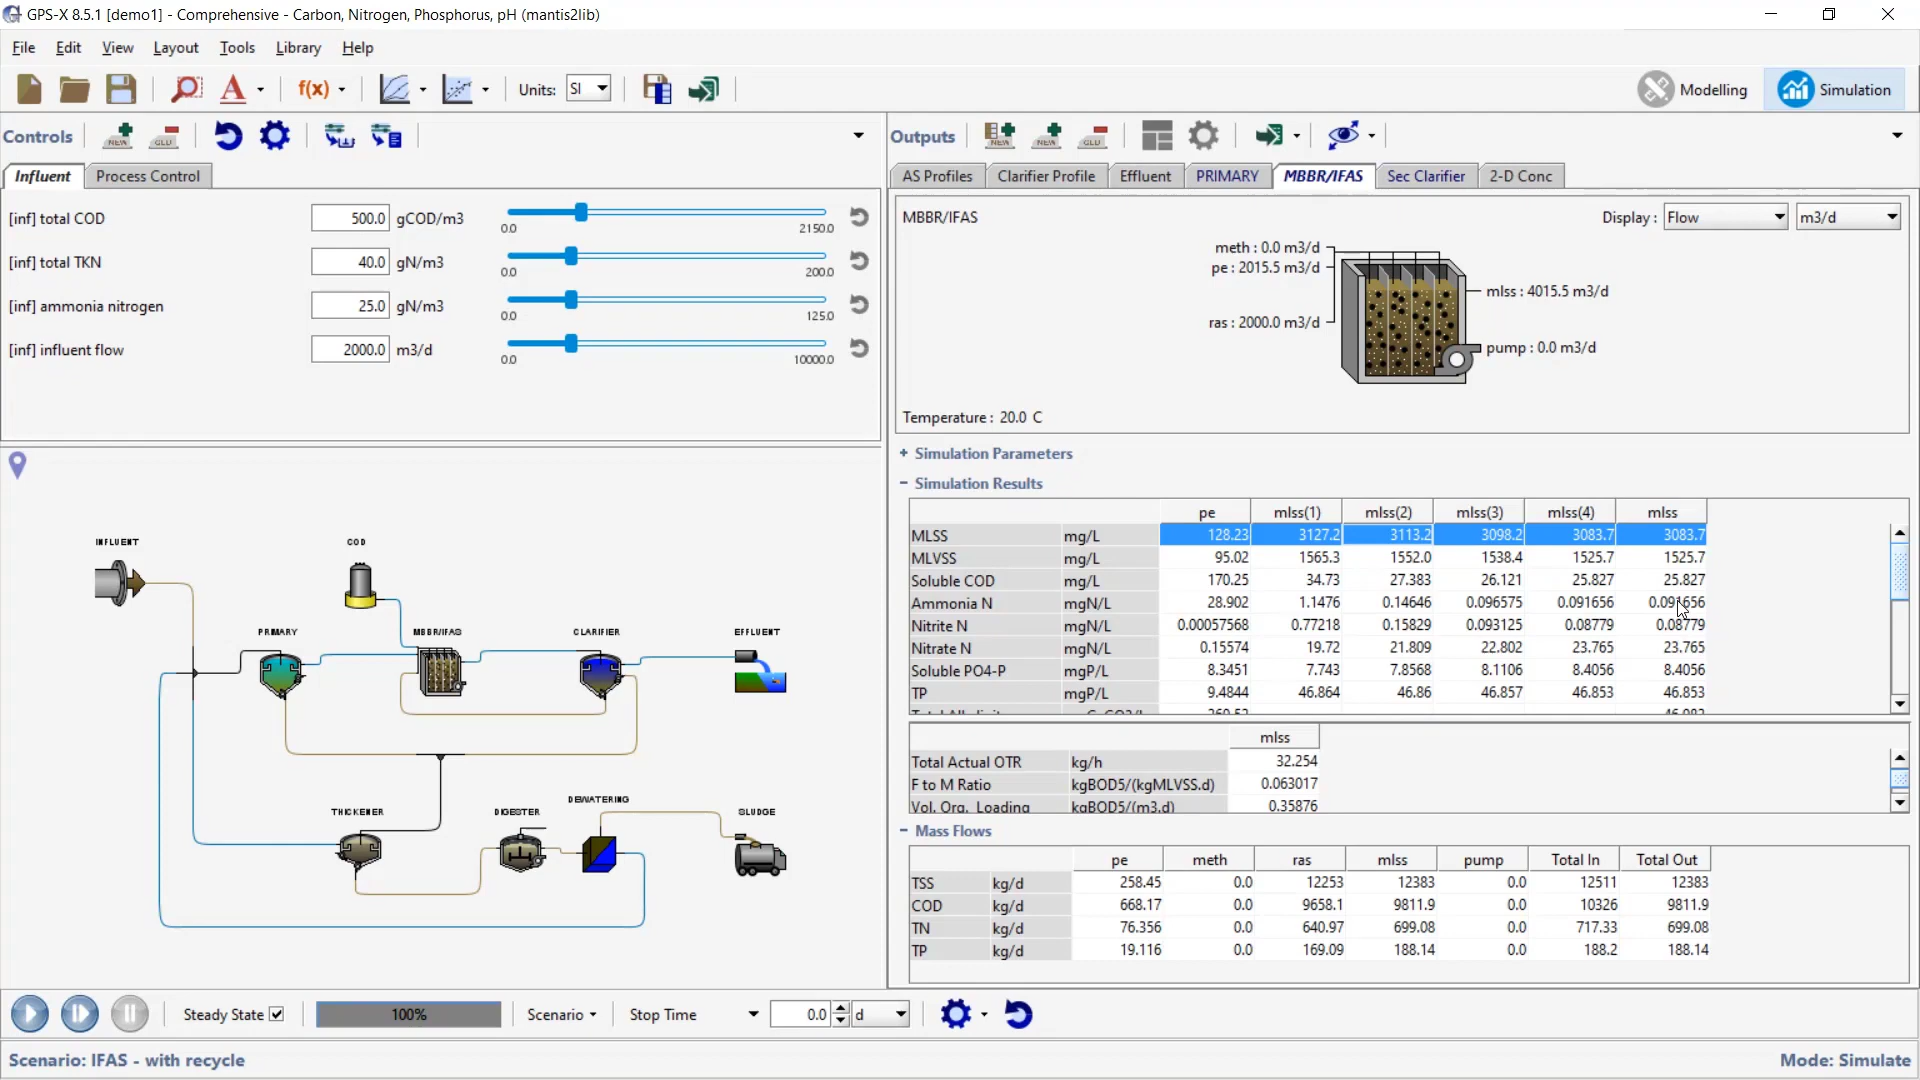 GPS-X 8.5.1 [demo1] - Comprehensive - Carbon, Nitrogen, Phosphorus, pH (mantis2lib)
File Edit View Layout Tools Library Help
A f(x) Units: SI Modelling Simulation
Controls NEW OLD
Outputs NEW NEW OLD
Influent Process Control
AS Profiles Clarifier Profile Effluent PRIMARY MBBR/IFAS Sec Clarifier 2-D Conc
[inf] total COD 500.0 gCOD/m3
0.0 2150.0
[inf] total TKN 40.0 gN/m3
0.0 200.0
[inf] ammonia nitrogen 25.0 gN/m3
0.0 125.0
[inf] influent flow 2000.0 m3/d
0.0 10000.0
MBBR/IFAS Display : Flow m3/d
meth : 0.0 m3/d
pe : 2015.5 m3/d
mlss : 4015.5 m3/d
ras : 2000.0 m3/d
pump : 0.0 m3/d
Temperature : 20.0 C
+ Simulation Parameters
- Simulation Results
pe mlss(1) mlss(2) mlss(3) mlss(4) mlss
MLSS mg/L 128.23 3127.2 3113.2 3098.2 3083.7 3083.7
MLVSS mg/L 95.02 1565.3 1552.0 1538.4 1525.7 1525.7
Soluble COD mg/L 170.25 34.73 27.383 26.121 25.827 25.827
Ammonia N mgN/L 28.902 1.1476 0.14646 0.096575 0.091656 0.091656
Nitrite N mgN/L 0.00057568 0.77218 0.15829 0.093125 0.08779 0.08779
Nitrate N mgN/L 0.15574 19.72 21.809 22.802 23.765 23.765
Soluble PO4-P mgP/L 8.3451 7.743 7.8568 8.1106 8.4056 8.4056
TP mgP/L 9.4844 46.864 46.86 46.857 46.853 46.853
mlss
Total Actual OTR kg/h 32.254
F to M Ratio kgBOD5/(kgMLVSS.d) 0.063017
Vol. Org. Loading kgBOD5/(m3.d) 0.35876
- Mass Flows
pe meth ras mlss pump Total In Total Out
TSS kg/d 258.45 0.0 12253 12383 0.0 12511 12383
COD kg/d 668.17 0.0 9658.1 9811.9 0.0 10326 9811.9
TN kg/d 76.356 0.0 640.97 699.08 0.0 717.33 699.08
TP kg/d 19.116 0.0 169.09 188.14 0.0 188.2 188.14
INFLUENT COD
PRIMARY MBBR/IFAS CLARIFIER EFFLUENT
THICKENER DIGESTER DEWATERING SLUDGE
Steady State 100% Scenario Stop Time 0.0 d
Scenario: IFAS - with recycle Mode: Simulate